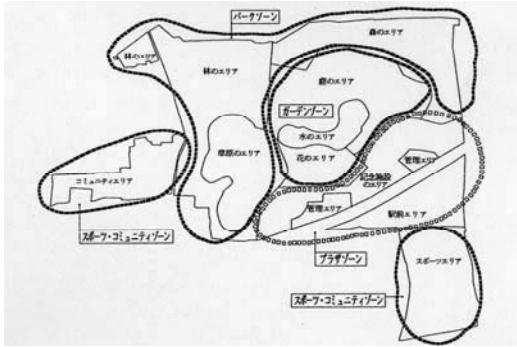 パークゾーン
林のエリア
森のエリア
林のエリア
庭のエリア
ガーデンゾーン
水のエリア
花のエリア
草原のエリア
コミュニティエリア
スポーツ・コミュニティゾーン
管理エリア
記念施設
のエリア
管理エリア
駅前エリア
プラザゾーン
スポーツエリア
スポーツ・コミュニティゾーン